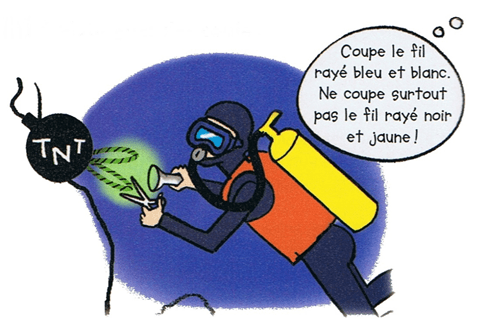 Coupe le fil
rayé bleu et blanc.
Ne coupe surtout
pas le fil rayé noir
et jaune !
TNT